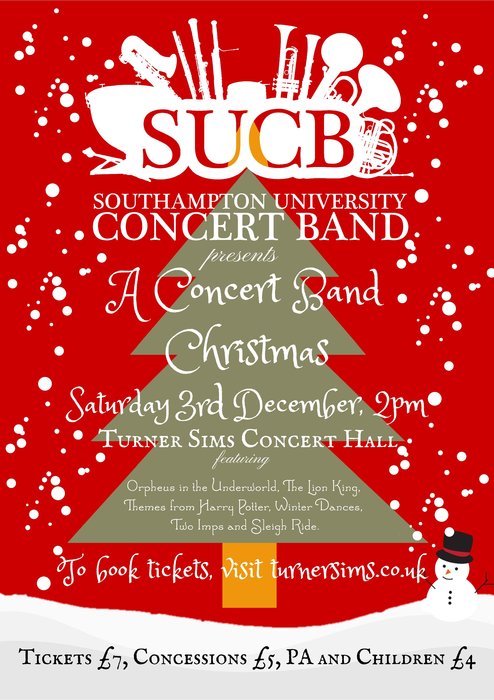 SUCB
SOUTHAMPTON UNIVERSITY
CONCERT BAND
presents
A Concert Band
Christmas
Saturday 3rd December, 2pm
Turner Sims Concert Hall
featuring
Orpheus in the Underworld, The Lion King,
Themes from Harry Potter, Winter Dances,
Two Imps and Sleigh Ride.
To book tickets, visit turnersims.co.uk
Tickets £7, Concessions £5, PA and Children £4